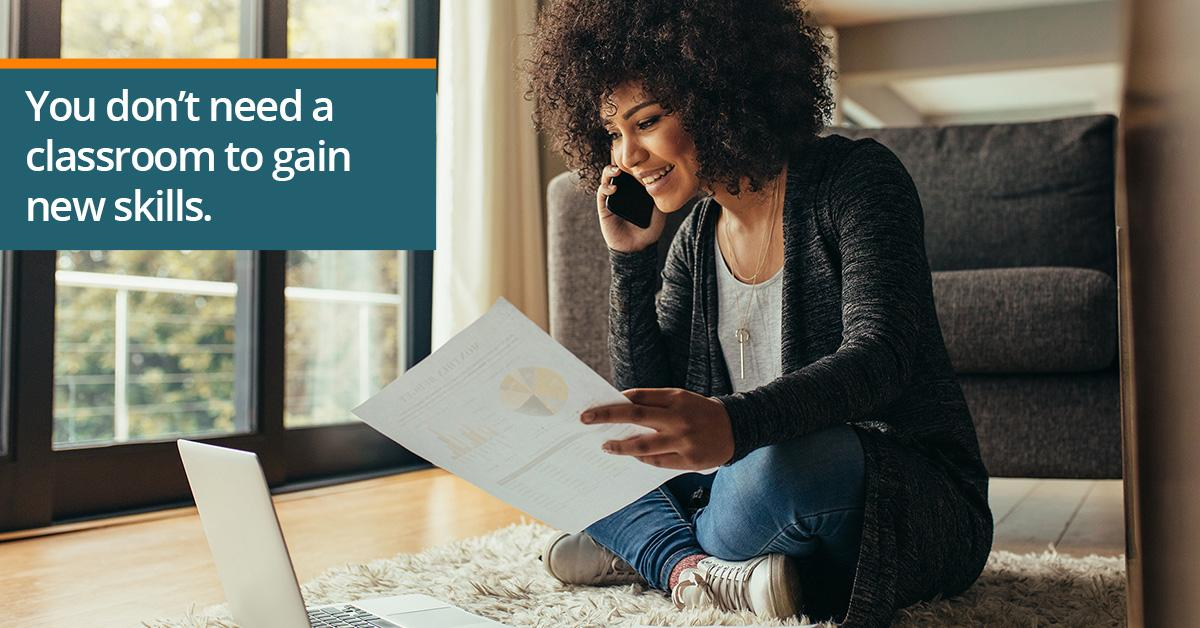 You don’t need a
classroom to gain
new skills.